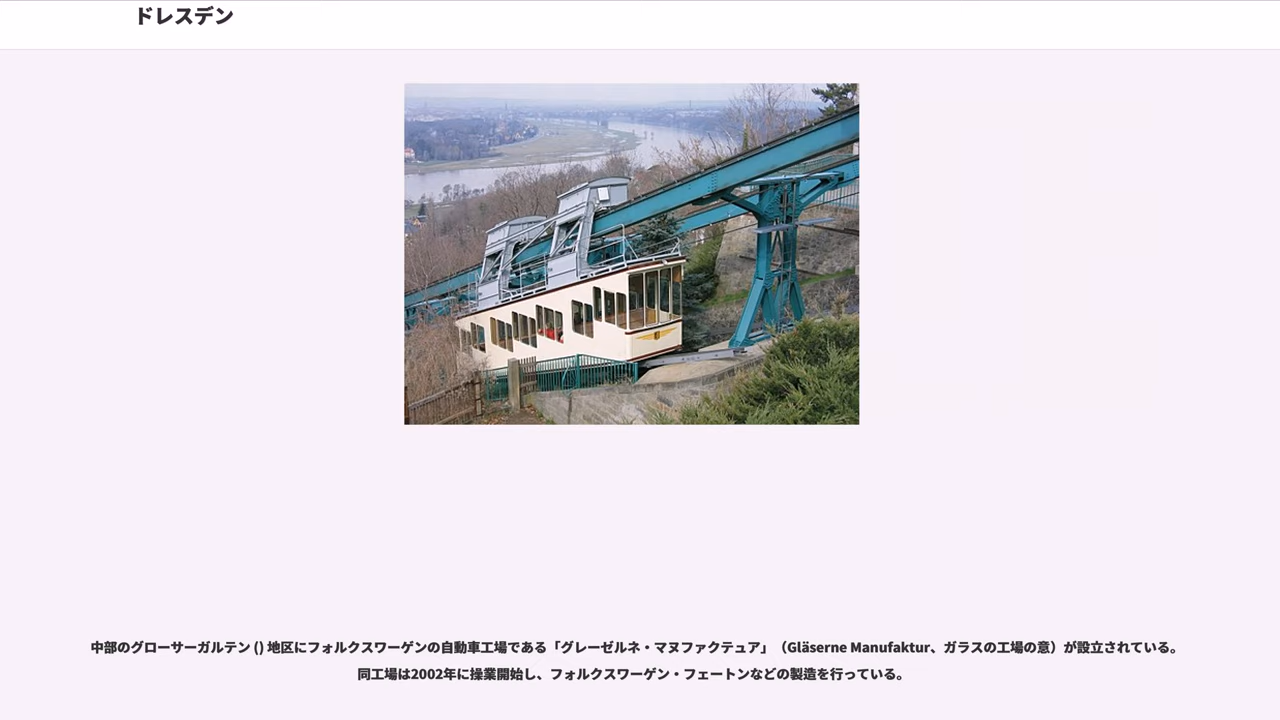 ドレスデン
中部のグローサーガルテン () 地区にフォルクスワーゲンの自動車工場である「グレーゼルネ・マヌファクテュア」（Gläserne Manufaktur、ガラスの工場の意）が設立されている。
同工場は2002年に操業開始し、フォルクスワーゲン・フェートンなどの製造を行っている。